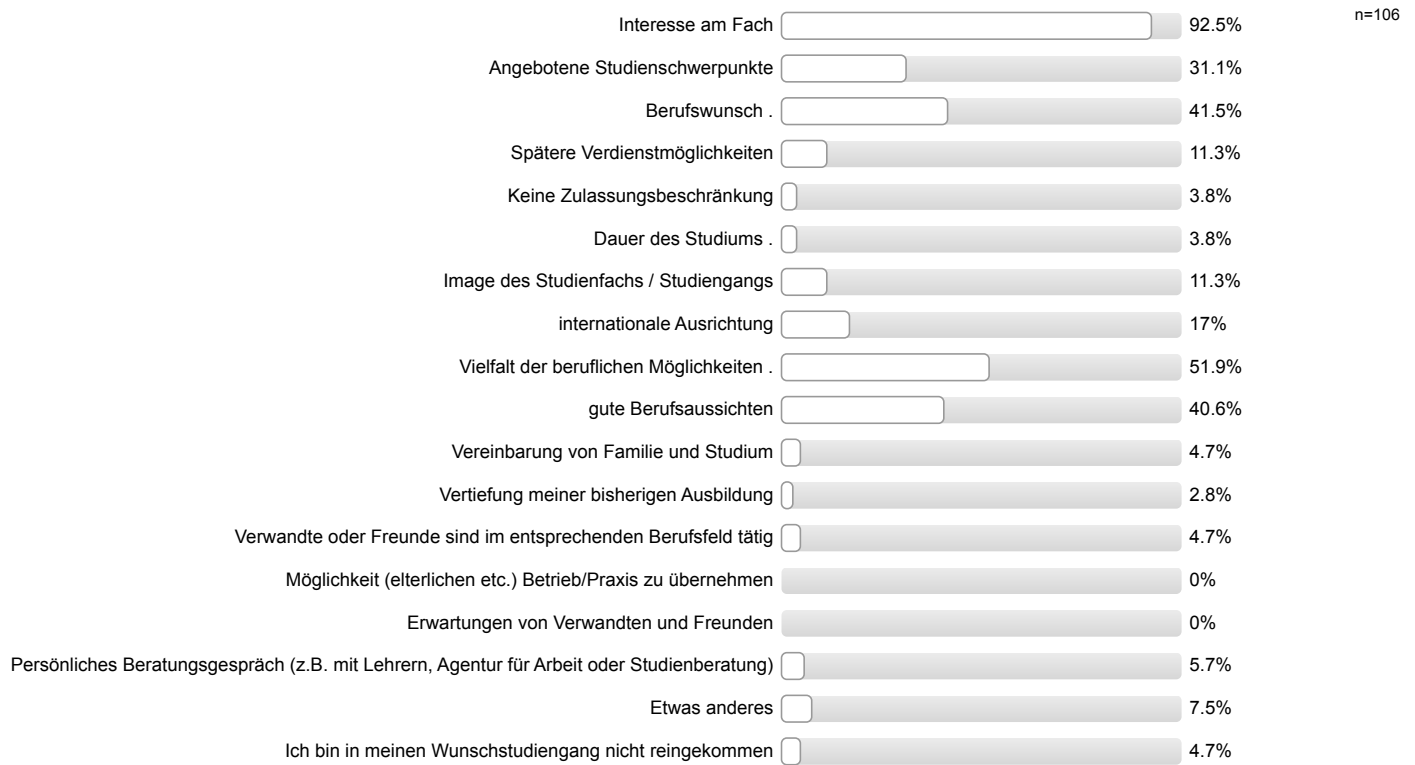 n=106
Interesse am Fach 92.5%
Angebotene Studienschwerpunkte 31.1%
Berufswunsch . 41.5%
Spätere Verdienstmöglichkeiten 11.3%
Keine Zulassungsbeschränkung 3.8%
Dauer des Studiums . 3.8%
Image des Studienfachs / Studiengangs 11.3%
internationale Ausrichtung 17%
Vielfalt der beruflichen Möglichkeiten . 51.9%
gute Berufsaussichten 40.6%
Vereinbarung von Familie und Studium 4.7%
Vertiefung meiner bisherigen Ausbildung 2.8%
Verwandte oder Freunde sind im entsprechenden Berufsfeld tätig 4.7%
Möglichkeit (elterlichen etc.) Betrieb/Praxis zu übernehmen 0%
Erwartungen von Verwandten und Freunden 0%
Persönliches Beratungsgespräch (z.B. mit Lehrern, Agentur für Arbeit oder Studienberatung) 5.7%
Etwas anderes 7.5%
Ich bin in meinen Wunschstudiengang nicht reingekommen 4.7%